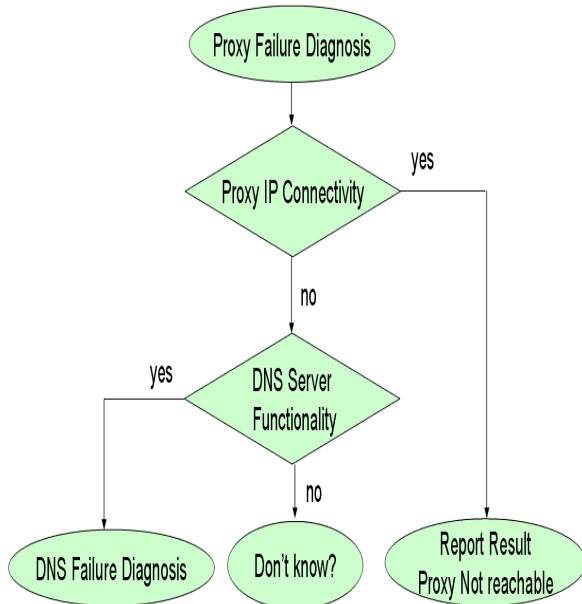 Proxy Failure Diagnosis
Proxy IP Connectivity
yes
no
DNS Server
Functionality
yes
no
DNS Failure Diagnosis
Don't know?
Report Result
Proxy Not reachable